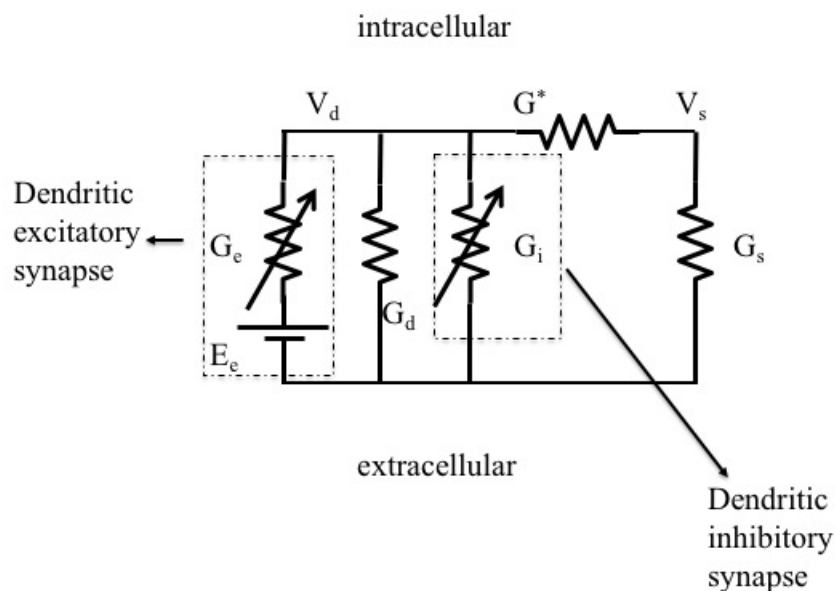 intracellular
V_d
G^*
V_s
Dendritic
excitatory
synapse
G_e
G_d
G_i
G_s
E_e
extracellular
Dendritic
inhibitory
synapse